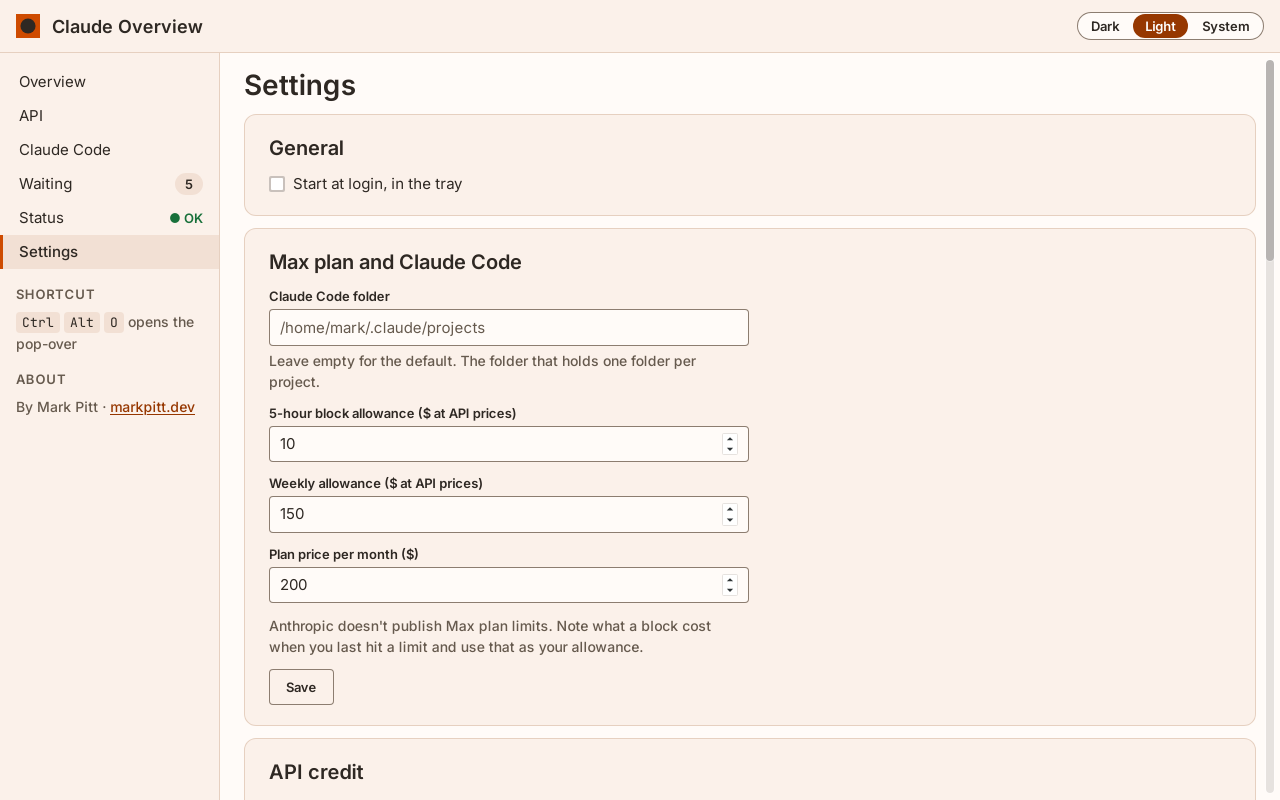 Claude Overview
Dark Light System
Overview
API
Claude Code
Waiting 5
Status OK
Settings
SHORTCUT
Ctrl Alt O opens the
pop-over
ABOUT
By Mark Pitt · markpitt.dev
Settings
General
Start at login, in the tray
Max plan and Claude Code
Claude Code folder
/home/mark/.claude/projects
Leave empty for the default. The folder that holds one folder per
project.
5-hour block allowance ($ at API prices)
10
Weekly allowance ($ at API prices)
150
Plan price per month ($)
200
Anthropic doesn't publish Max plan limits. Note what a block cost
when you last hit a limit and use that as your allowance.
Save
API credit